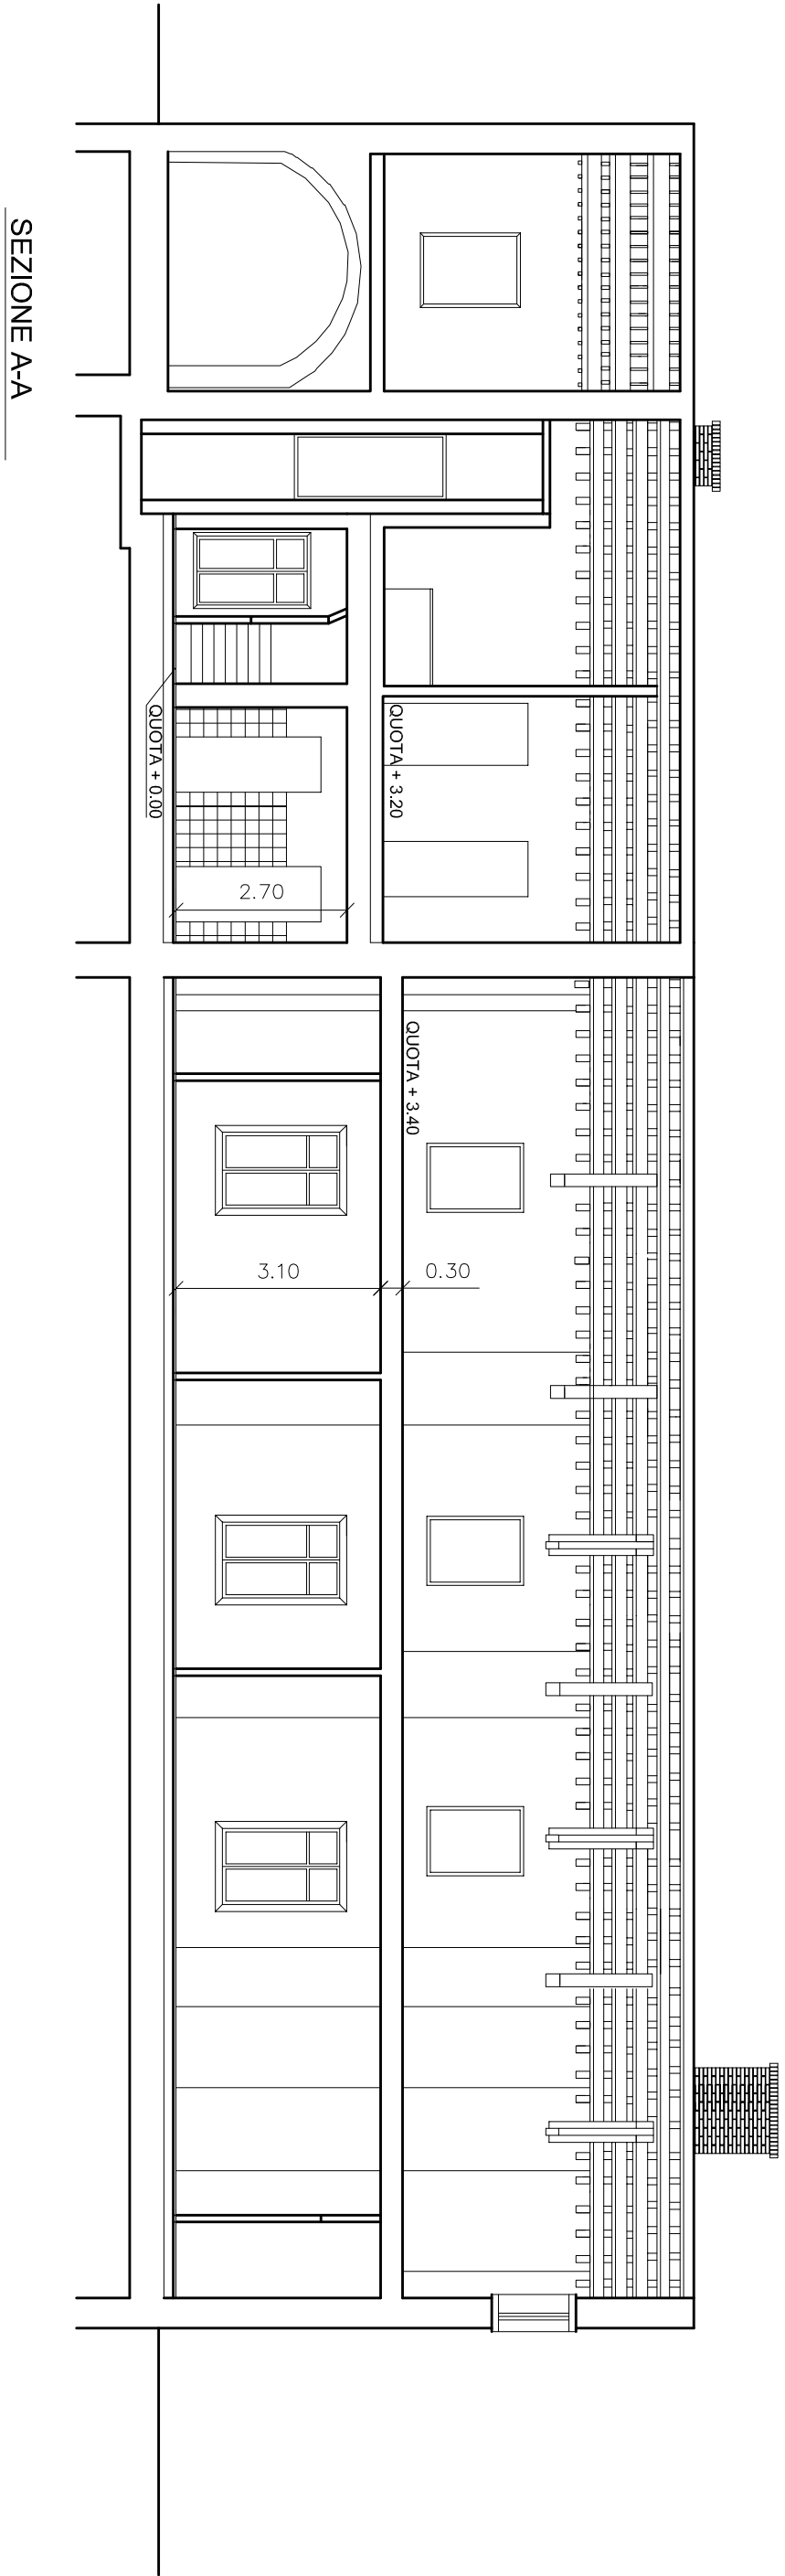 SEZIONE A-A
QUOTA + 0.00
QUOTA + 3.20
2.70
QUOTA + 3.40
3.10
0.30